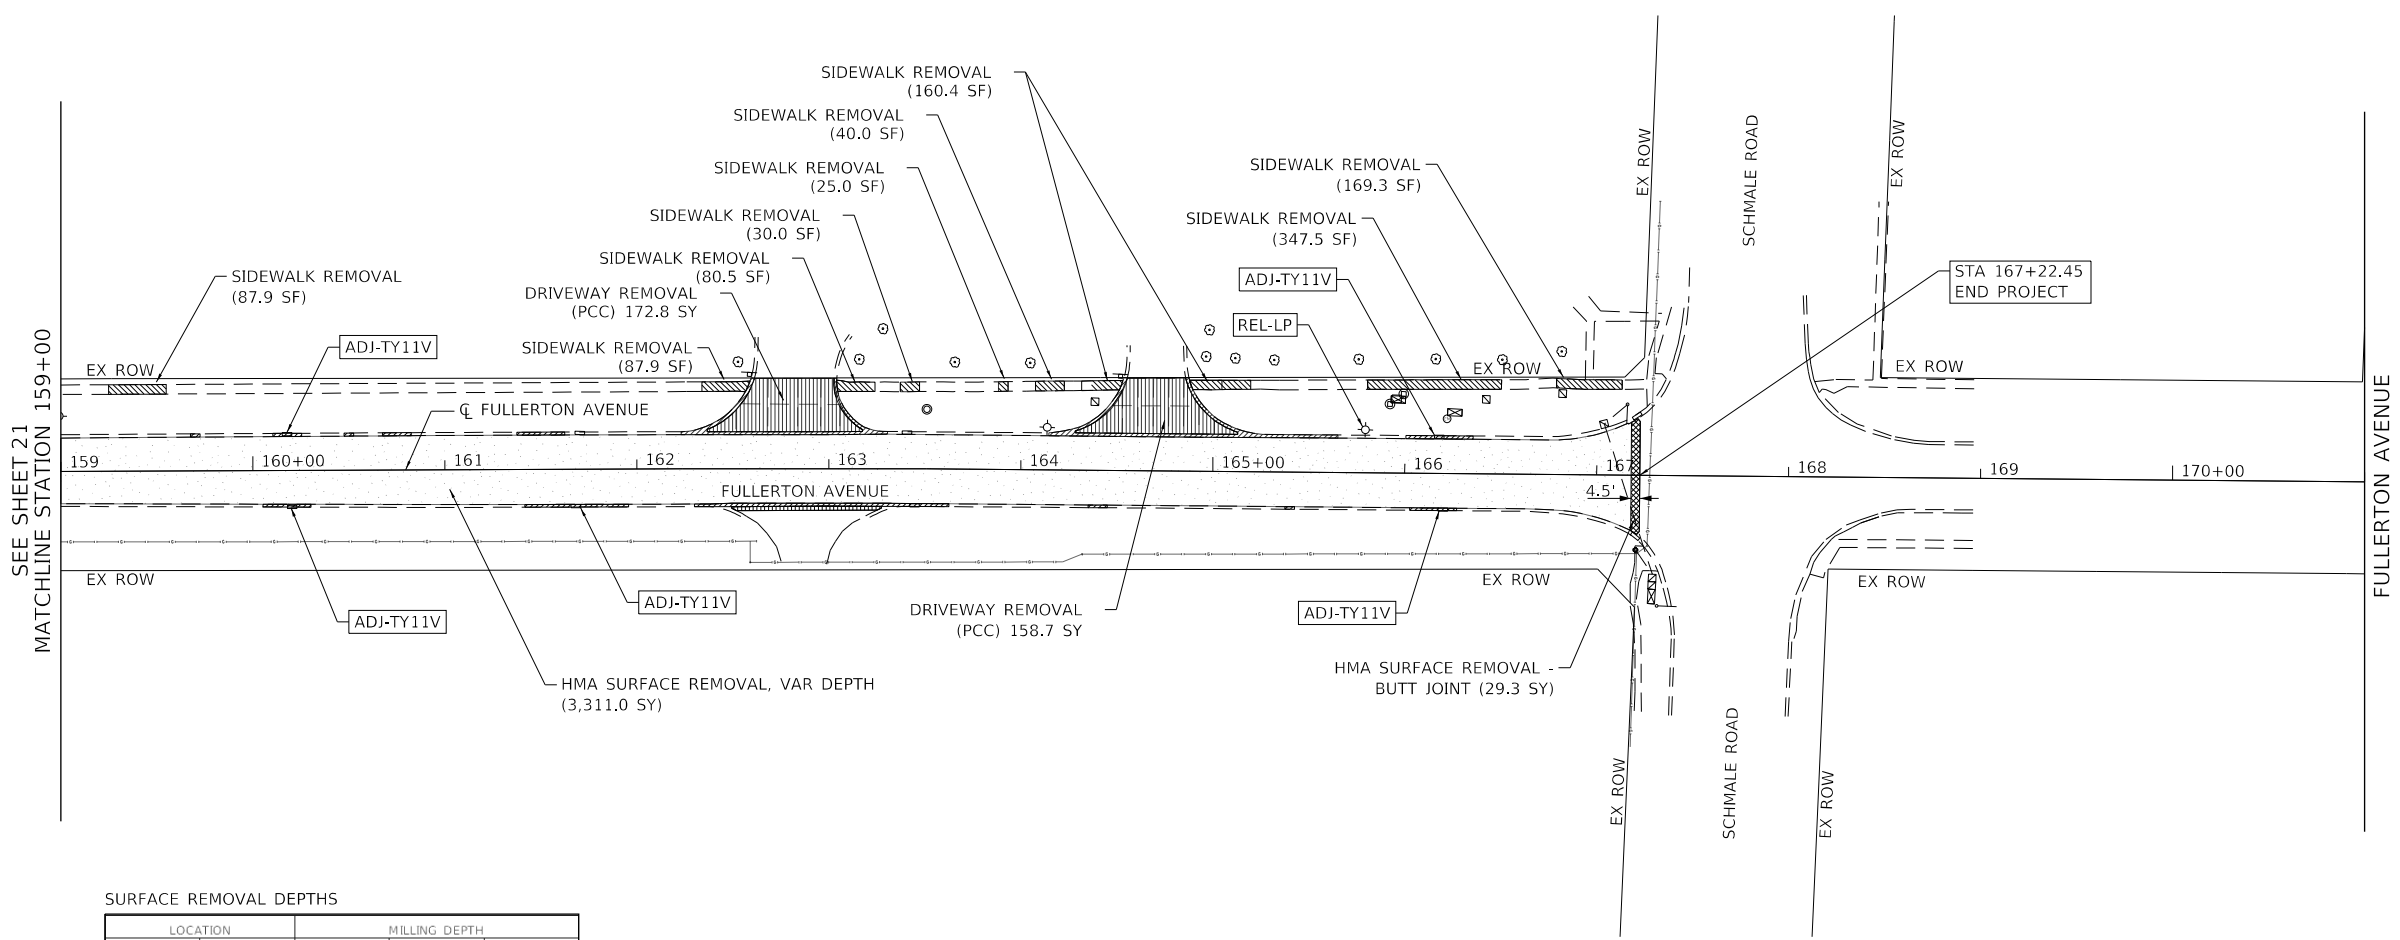 SIDEWALK REMOVAL
(160.4 SF)
SIDEWALK REMOVAL
(40.0 SF)
SIDEWALK REMOVAL
(25.0 SF)
SIDEWALK REMOVAL
(30.0 SF)
SIDEWALK REMOVAL
(80.5 SF)
SIDEWALK REMOVAL
(87.9 SF)
DRIVEWAY REMOVAL
(PCC) 172.8 SY
SIDEWALK REMOVAL
(87.9 SF)
ADJ-TY11V
SIDEWALK REMOVAL
(169.3 SF)
SIDEWALK REMOVAL
(347.5 SF)
ADJ-TY11V
REL-LP
EX ROW
SCHMALE ROAD
EX ROW
STA 167+22.45
END PROJECT
EX ROW
EX ROW
EX ROW
SEE SHEET 21
MATCHLINE STATION 159+00
℄ FULLERTON AVENUE
159
160+00
161
162
163
164
165+00
166
167
168
169
170+00
FULLERTON AVENUE
4.5'
FULLERTON AVENUE
EX ROW
EX ROW
EX ROW
ADJ-TY11V
ADJ-TY11V
DRIVEWAY REMOVAL
(PCC) 158.7 SY
ADJ-TY11V
HMA SURFACE REMOVAL, VAR DEPTH
(3,311.0 SY)
HMA SURFACE REMOVAL -
BUTT JOINT (29.3 SY)
EX ROW
SCHMALE ROAD
EX ROW
SURFACE REMOVAL DEPTHS
LOCATION
MILLING DEPTH